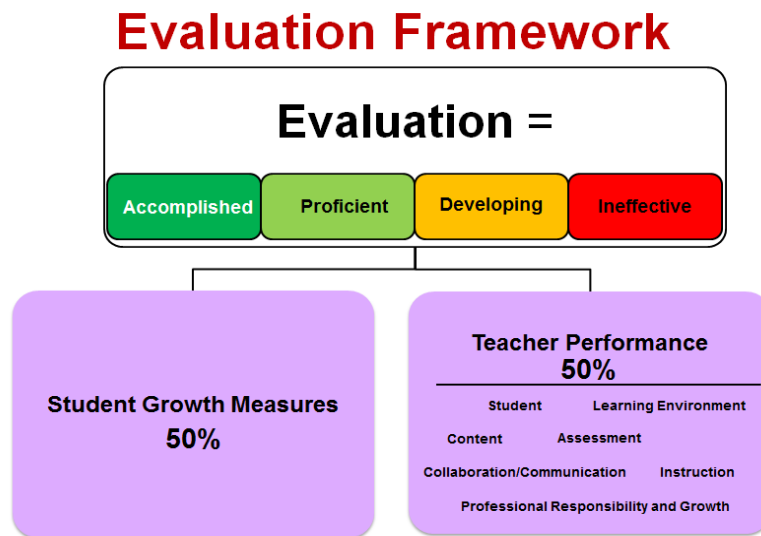 Evaluation Framework
Evaluation =
Accomplished Proficient Developing Ineffective
Student Growth Measures
50%
Teacher Performance
50%
Student Learning Environment
Content Assessment
Collaboration/Communication Instruction
Professional Responsibility and Growth